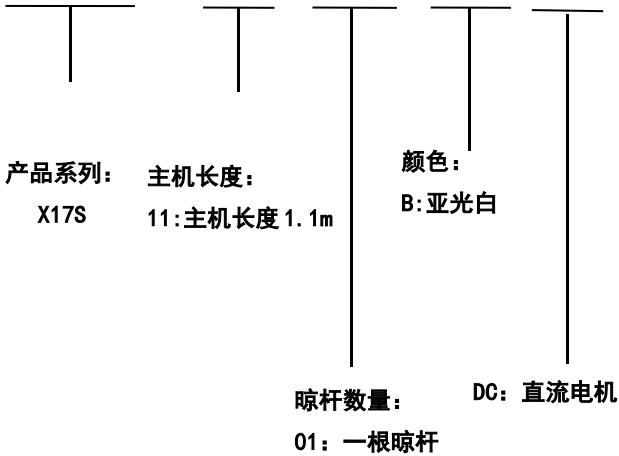 产品系列：
X17S
主机长度：
11:主机长度1.1m
颜色：
B:亚光白
晾杆数量：
01：一根晾杆
DC：直流电机